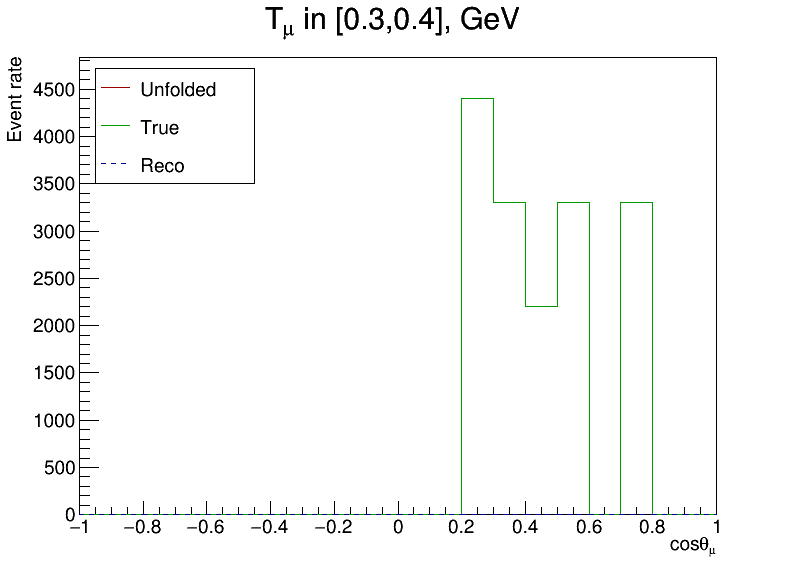 Tμ in [0.3,0.4], GeV
Event rate
Unfolded
True
Reco
4500
4000
3500
3000
2500
2000
1500
1000
500
0
−1 −0.8 −0.6 −0.4 −0.2 0 0.2 0.4 0.6 0.8 1
cosθμ